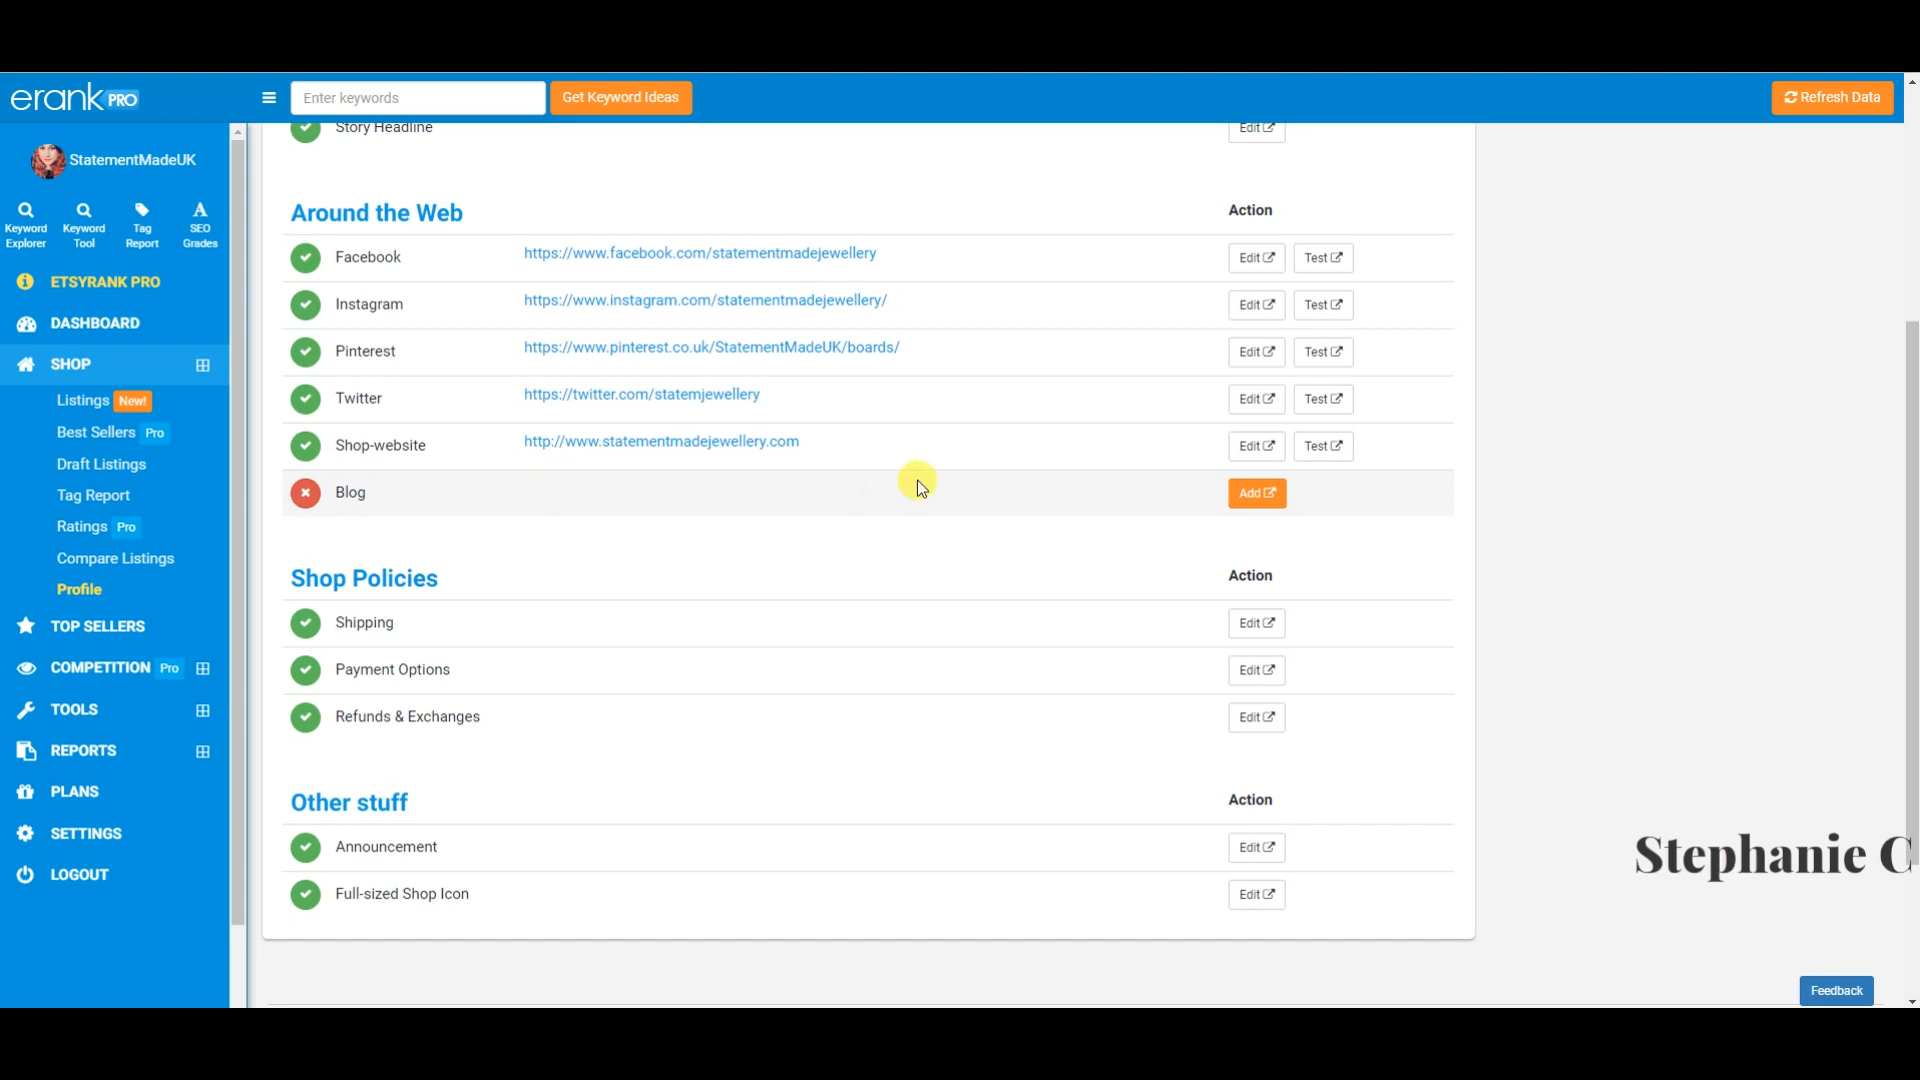 erank PRO
Enter keywords
Get Keyword Ideas
Refresh Data
StatementMadeUK
Keyword Explorer
Keyword Tool
Tag Report
SEO Grades
ETSYRANK PRO
DASHBOARD
SHOP
Listings New!
Best Sellers Pro
Draft Listings
Tag Report
Ratings Pro
Compare Listings
Profile
TOP SELLERS
COMPETITION Pro
TOOLS
REPORTS
PLANS
SETTINGS
LOGOUT
Story Headline Edit
Around the Web Action
Facebook https://www.facebook.com/statementmadejewellery Edit Test
Instagram https://www.instagram.com/statementmadejewellery/ Edit Test
Pinterest https://www.pinterest.co.uk/StatementMadeUK/boards/ Edit Test
Twitter https://twitter.com/statemjewellery Edit Test
Shop-website http://www.statementmadejewellery.com Edit Test
Blog Add
Shop Policies Action
Shipping Edit
Payment Options Edit
Refunds & Exchanges Edit
Other stuff Action
Announcement Edit
Full-sized Shop Icon Edit
Stephanie C
Feedback